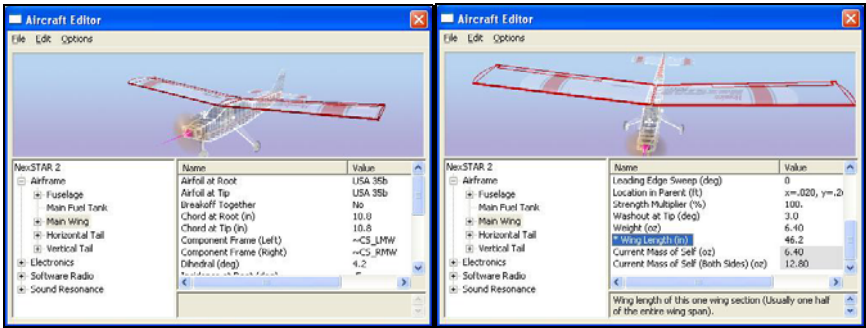 Aircraft Editor
File Edit Options
NexSTAR 2
Airframe
Fuselage
Main Fuel Tank
Main Wing
Horizontal Tail
Vertical Tail
Electronics
Software Radio
Sound Resonance
Name Value
Airfoil at Root USA 35b
Airfoil at Tip USA 35b
Breakoff Together No
Chord at Root (in) 10.8
Chord at Tip (in) 10.8
Component Frame (Left) ~CS_LMW
Component Frame (Right) ~CS_RMW
Dihedral (deg) 4.2
Aircraft Editor
File Edit Options
NexSTAR 2
Airframe
Fuselage
Main Fuel Tank
Main Wing
Horizontal Tail
Vertical Tail
Electronics
Software Radio
Sound Resonance
Name Value
Leading Edge Sweep (deg) 0
Location in Parent (ft) x=.020, y=.2
Strength Multiplier (%) 100.
Washout at Tip (deg) 3.0
Weight (oz) 6.40
* Wing Length (in) 46.2
Current Mass of Self (oz) 6.40
Current Mass of Self (Both Sides) (oz) 12.80
Wing length of this one wing section (Usually one half
of the entire wing span).